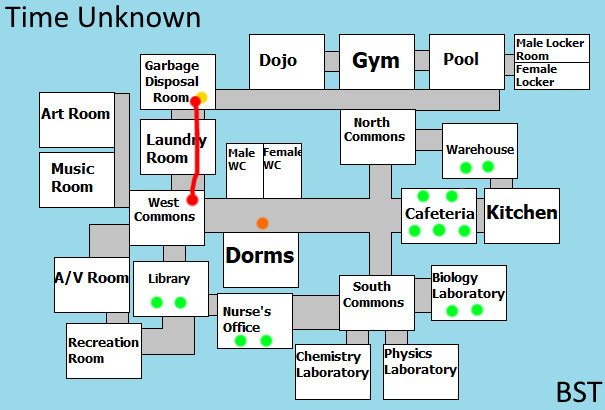 Time Unknown
Dojo
Gym
Pool
Male Locker
Room
Female
Locker
Garbage
Disposal
Room
Art Room
Music
Room
Laundry
Room
Male
WC
Female
WC
North
Commons
Warehouse
West
Commons
Cafeteria
Kitchen
Dorms
A/V Room
Library
Nurse's
Office
South
Commons
Biology
Laboratory
Recreation
Room
Chemistry
Laboratory
Physics
Laboratory
BST